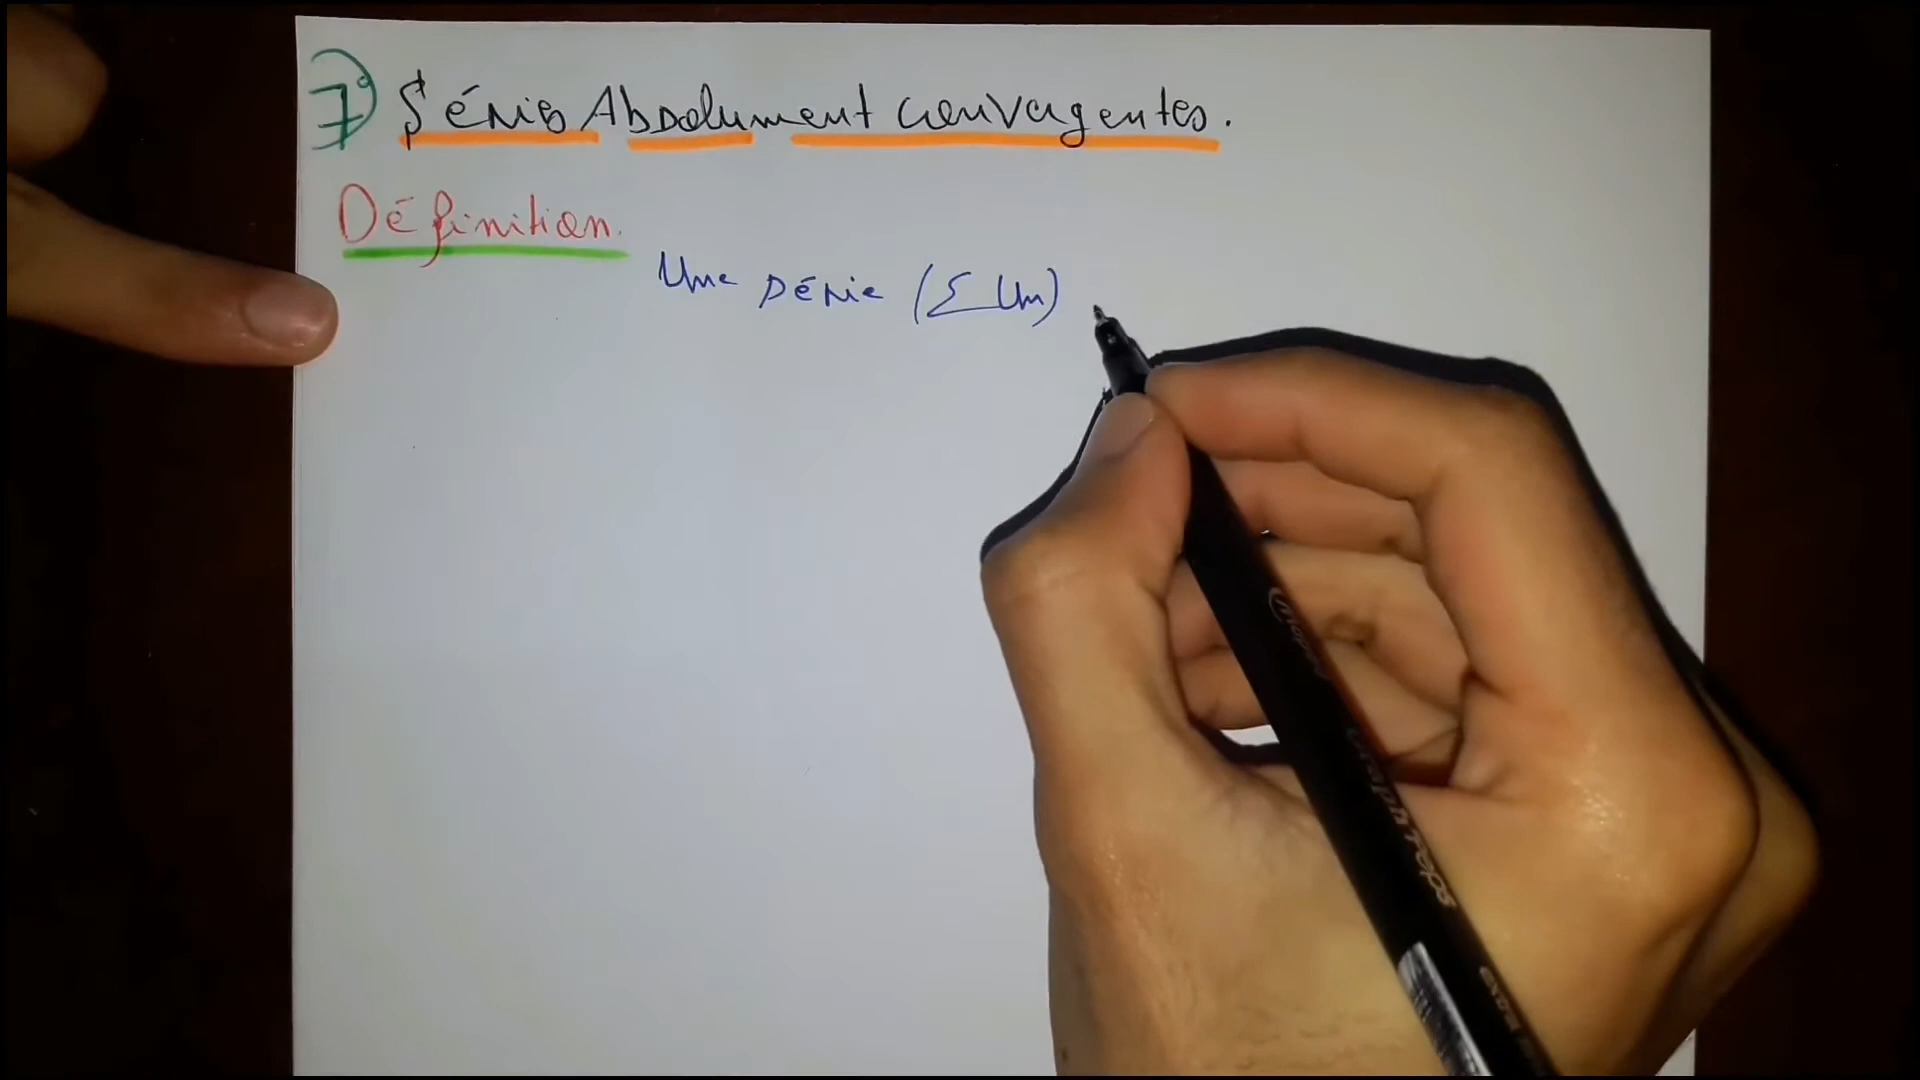 7° Séries Absolument convergentes.
Définition.
Une série (Σ Un)